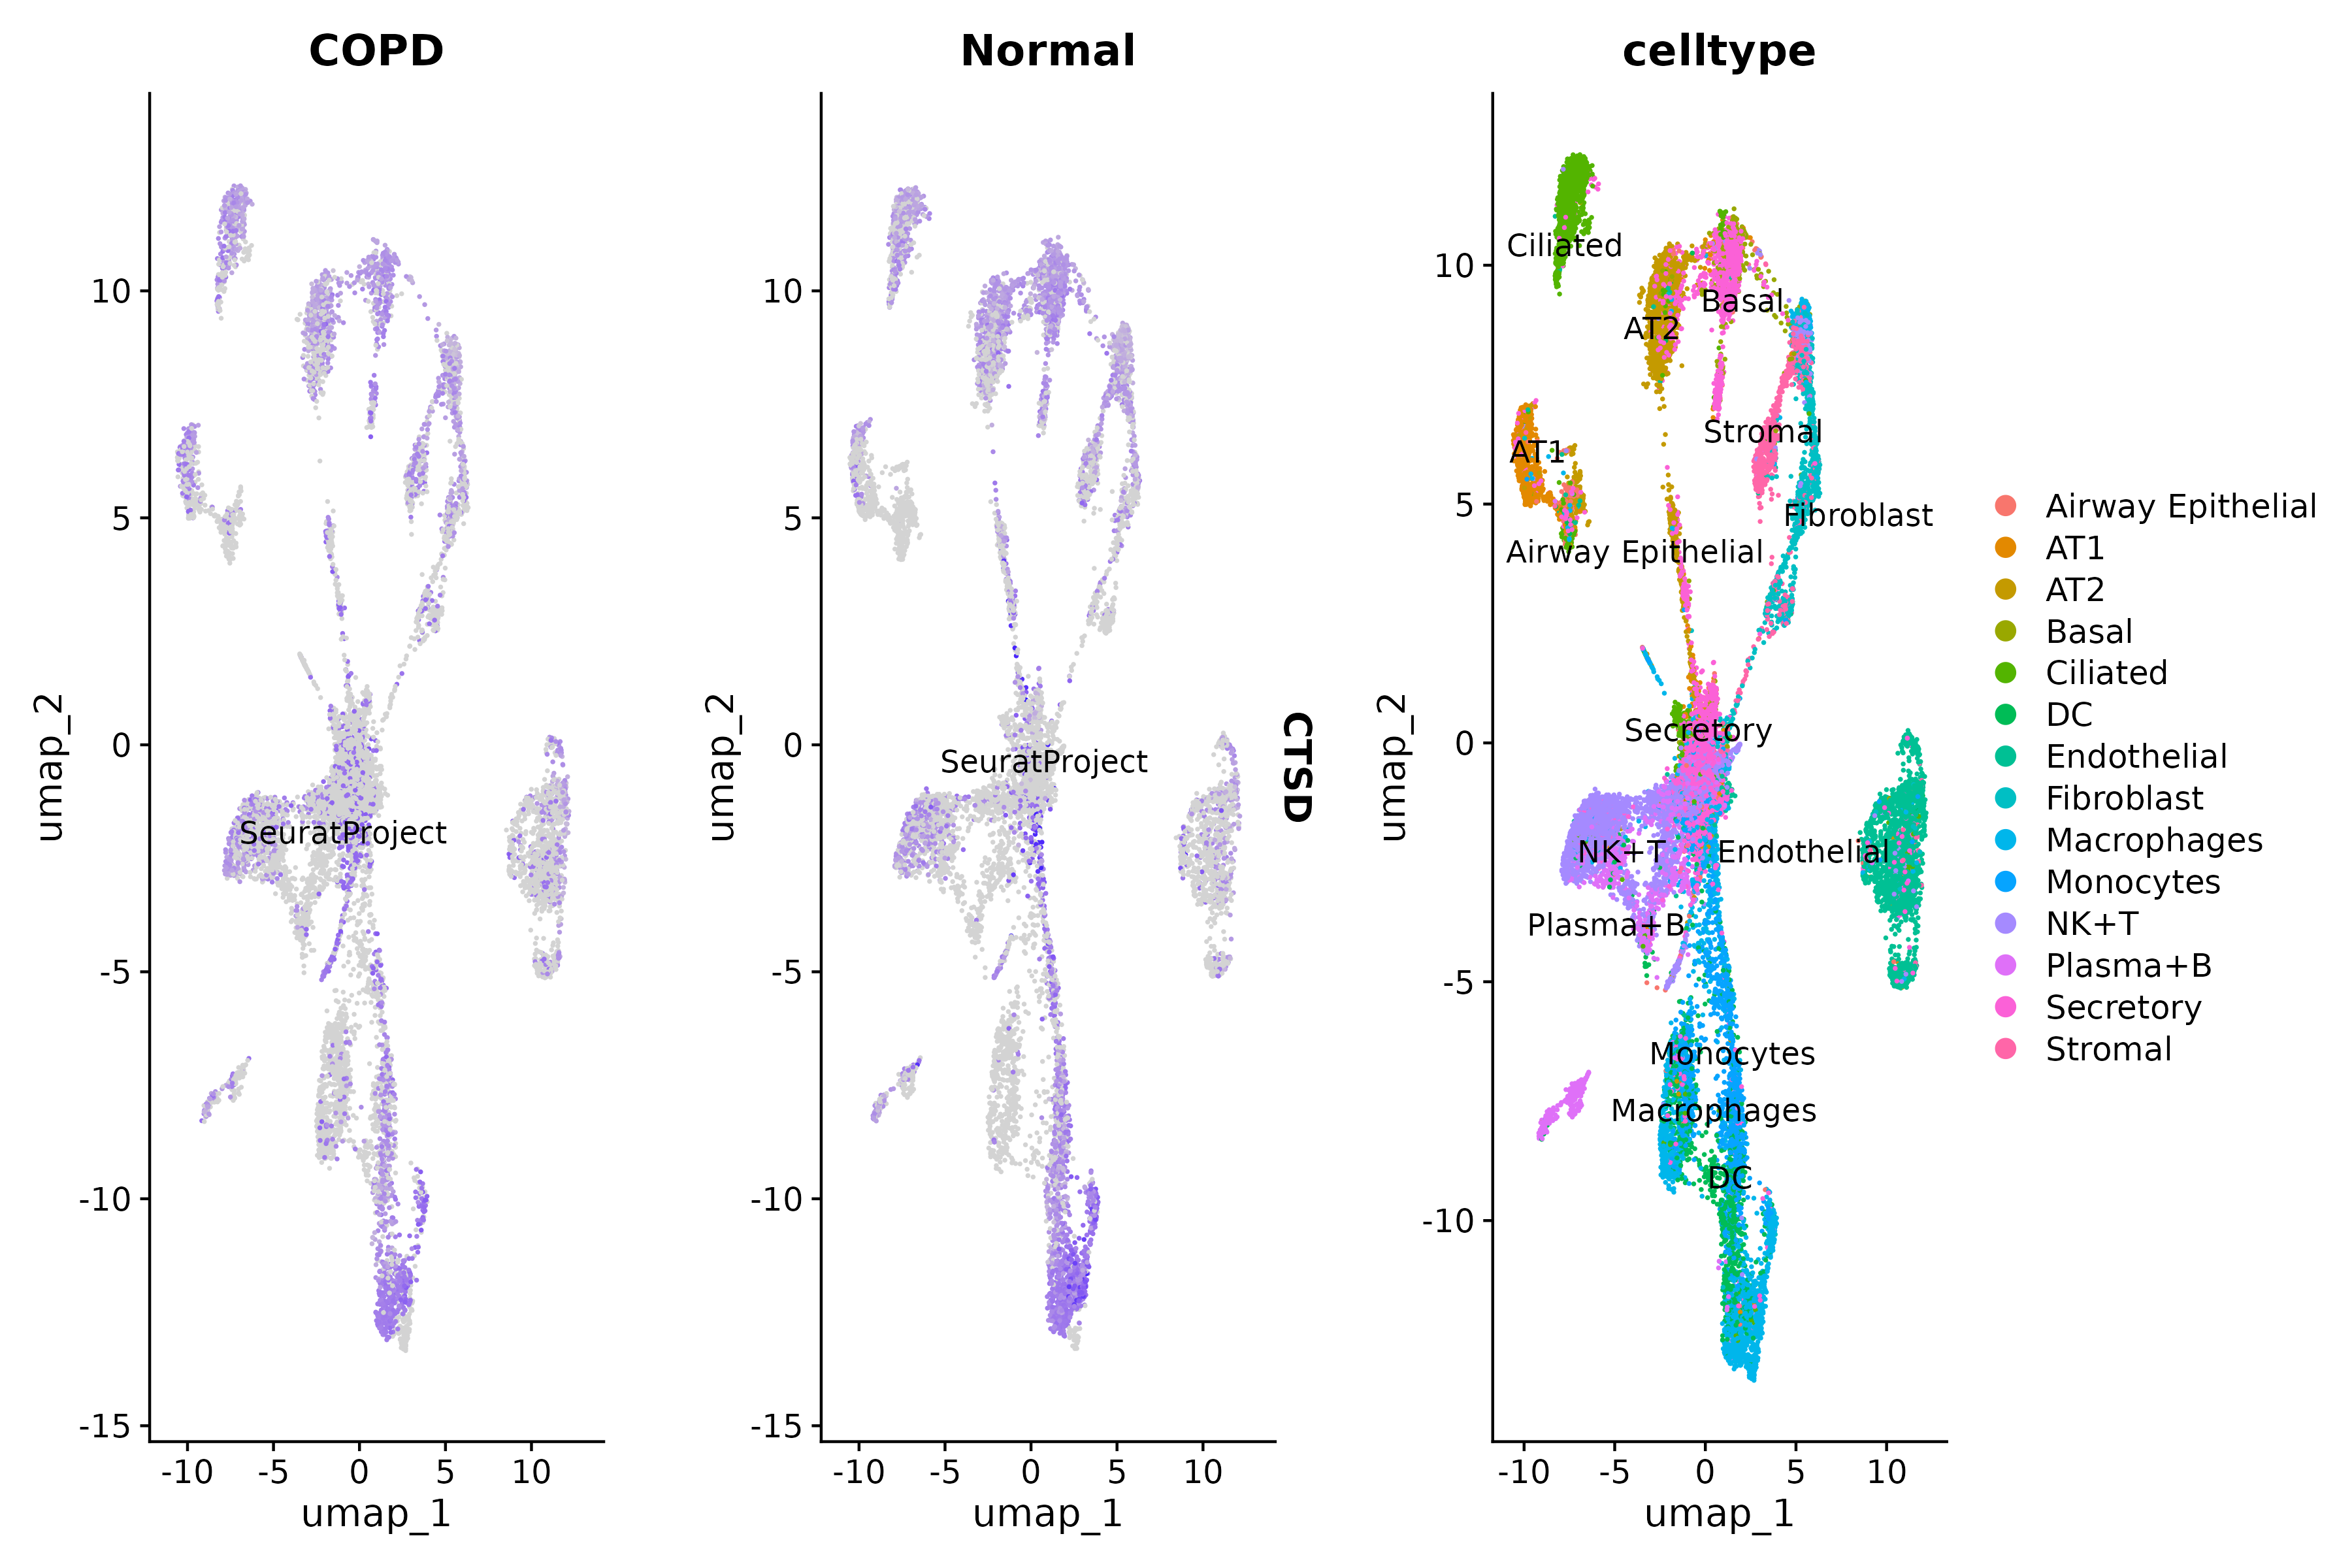 COPD
Normal
celltype
umap_2
10
5
0
-5
-10
-15
SeuratProject
-10
-5
0
5
10
umap_1
umap_2
10
5
0
-5
-10
-15
SeuratProject
-10
-5
0
5
10
umap_1
CTSD
umap_2
10
5
0
-5
-10
Ciliated
Basal
AT2
Stromal
AT1
Fibroblast
Airway Epithelial
Secretory
NK+T
Endothelial
Plasma+B
Monocytes
Macrophages
DC
-10
-5
0
5
10
umap_1
Airway Epithelial
AT1
AT2
Basal
Ciliated
DC
Endothelial
Fibroblast
Macrophages
Monocytes
NK+T
Plasma+B
Secretory
Stromal